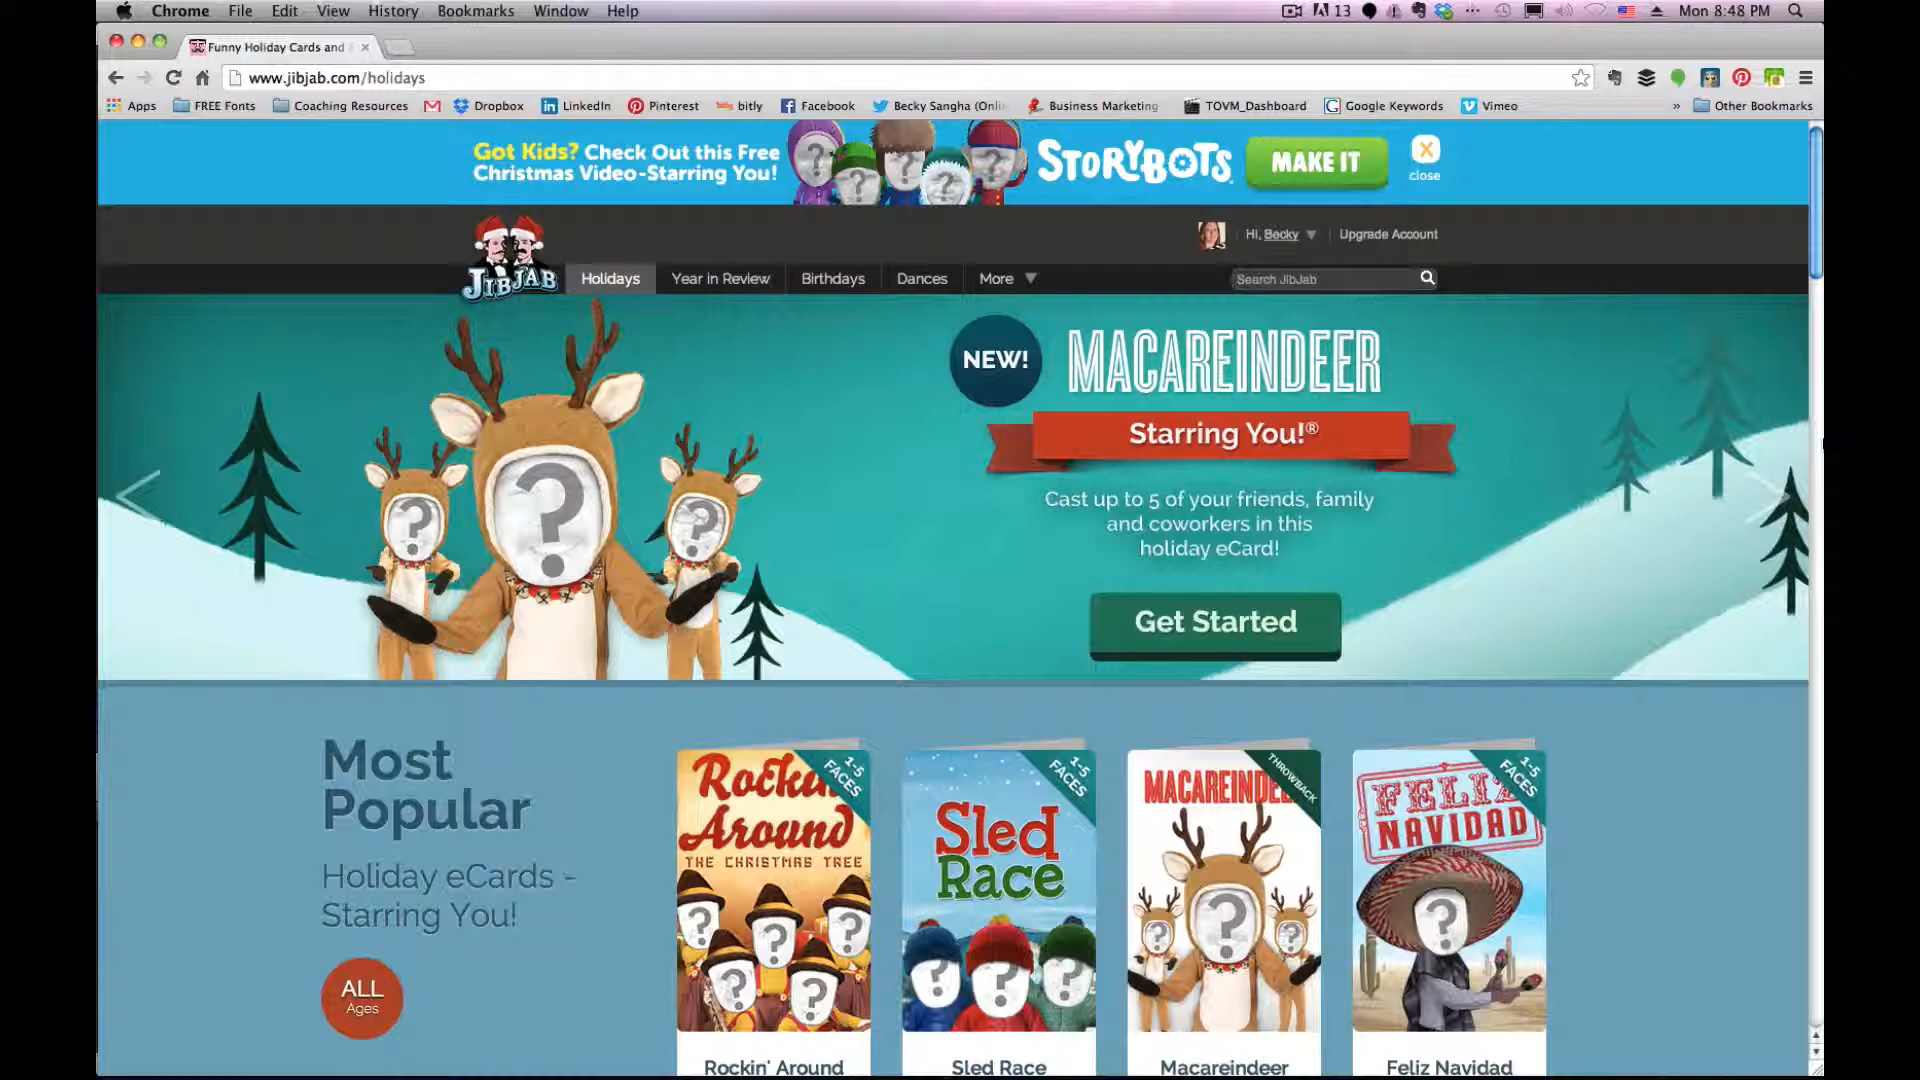 Chrome File Edit View History Bookmarks Window Help
13 Mon 8:48 PM
Funny Holiday Cards and
www.jibjab.com/holidays
Apps FREE Fonts Coaching Resources Dropbox LinkedIn Pinterest bitly Facebook Becky Sangha (Onli Business Marketing TOVM_Dashboard Google Keywords Vimeo » Other Bookmarks
Got Kids? Check Out this Free
Christmas Video-Starring You!
STORYBOTS
MAKE IT
X
close
JIBJAB
Hi, Becky
Upgrade Account
Holidays Year in Review Birthdays Dances More
Search JibJab
NEW!
MACAREINDEER
Starring You!®
Cast up to 5 of your friends, family
and coworkers in this
holiday eCard!
Get Started
? ? ?
Most
Popular
Holiday eCards -
Starring You!
ALL
Ages
1-5
FACES
Rockin
Around
THE CHRISTMAS TREE
? ? ? ? ?
Rockin' Around
1-5
FACES
Sled
Race
? ? ?
Sled Race
THROWBACK
MACAREINDEE
? ? ?
Macareindeer
1-5
FACES
FELIZ
NAVIDAD
?
Feliz Navidad